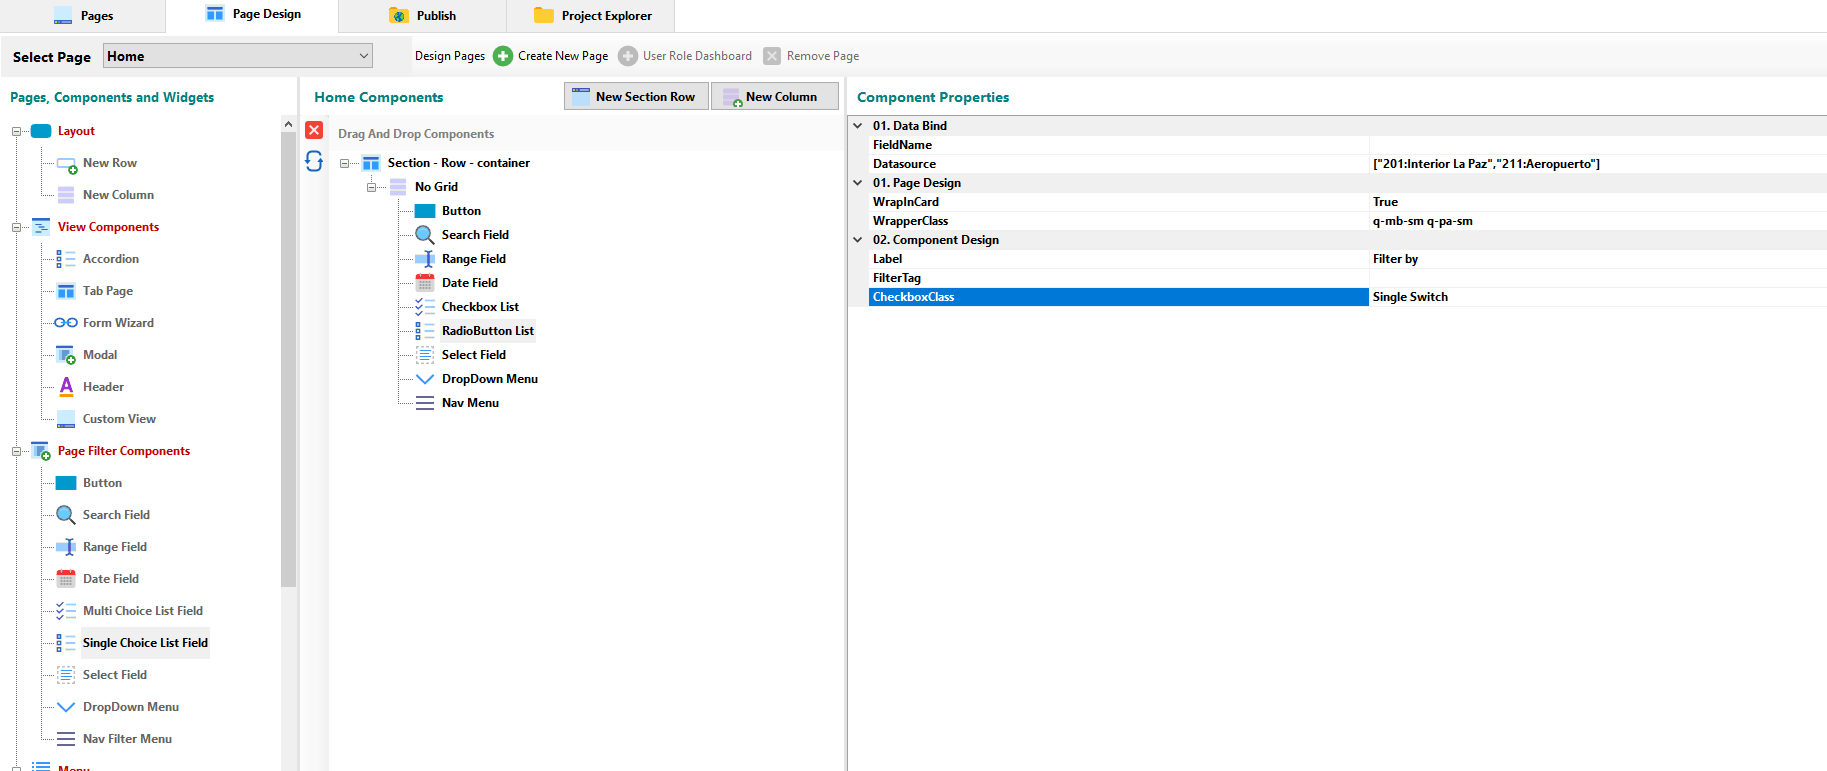 Pages
Page Design
Publish
Project Explorer
Select Page
Home
Design Pages
Create New Page
User Role Dashboard
Remove Page
Pages, Components and Widgets
Layout
New Row
New Column
View Components
Accordion
Tab Page
Form Wizard
Modal
Header
Custom View
Page Filter Components
Button
Search Field
Range Field
Date Field
Multi Choice List Field
Single Choice List Field
Select Field
DropDown Menu
Nav Filter Menu
Menu
Home Components
New Section Row
New Column
Drag And Drop Components
Section - Row - container
No Grid
Button
Search Field
Range Field
Date Field
Checkbox List
RadioButton List
Select Field
DropDown Menu
Nav Menu
Component Properties
01. Data Bind
FieldName
Datasource ["201:Interior La Paz","211:Aeropuerto"]
01. Page Design
WrapInCard True
WrapperClass q-mb-sm q-pa-sm
02. Component Design
Label Filter by
FilterTag
CheckboxClass Single Switch